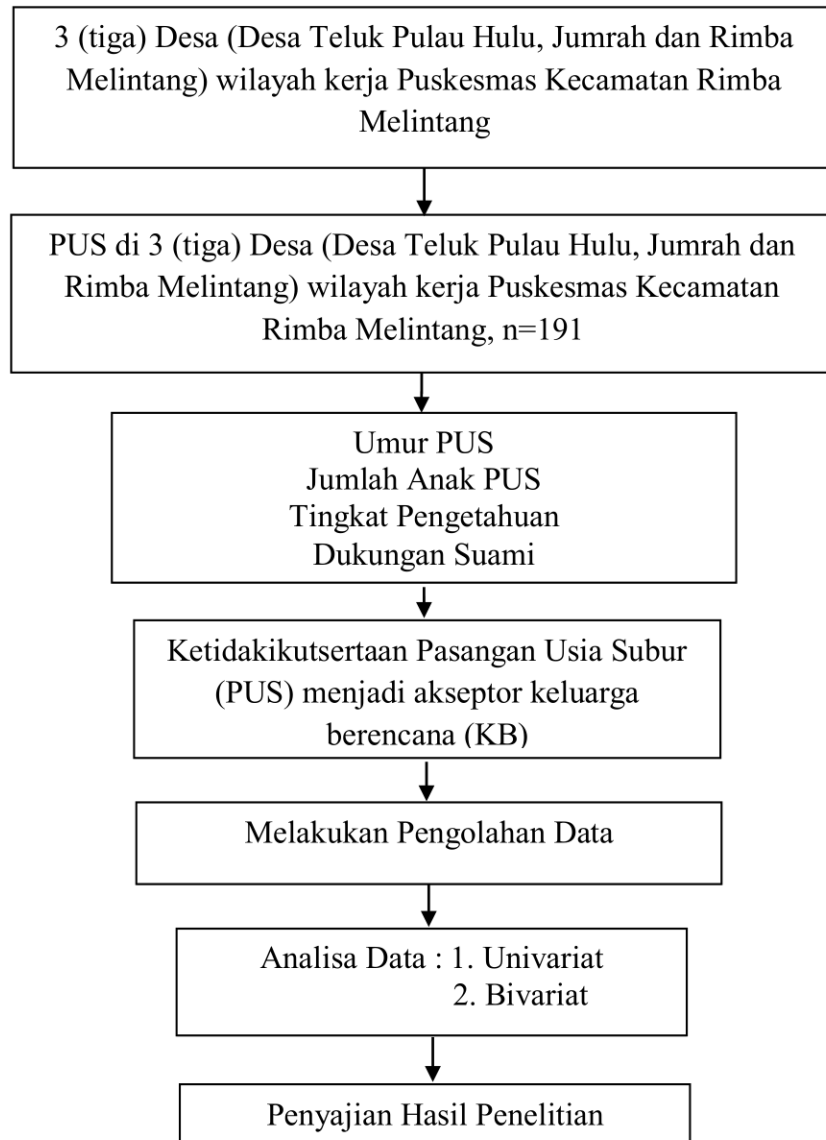 3 (tiga) Desa (Desa Teluk Pulau Hulu, Jumrah dan Rimba
Melintang) wilayah kerja Puskesmas Kecamatan Rimba
Melintang
PUS di 3 (tiga) Desa (Desa Teluk Pulau Hulu, Jumrah dan
Rimba Melintang) wilayah kerja Puskesmas Kecamatan
Rimba Melintang, n=191
Umur PUS
Jumlah Anak PUS
Tingkat Pengetahuan
Dukungan Suami
Ketidakikutsertaan Pasangan Usia Subur
(PUS) menjadi akseptor keluarga
berencana (KB)
Melakukan Pengolahan Data
Analisa Data : 1. Univariat
2. Bivariat
Penyajian Hasil Penelitian